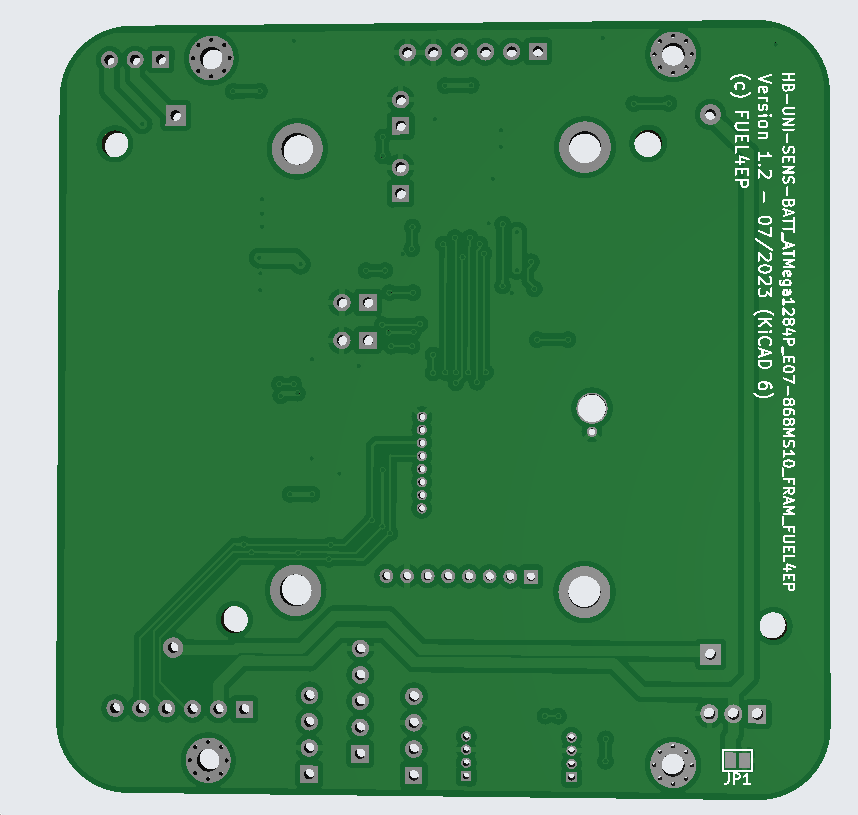 HB-UNI-SENS-BATT_ATMega1284P_E07-868MS10_FRAM_FUEL4EP
Version 1.2 - 07/2023 (KiCAD 6)
(c) FUEL4EP
JP1